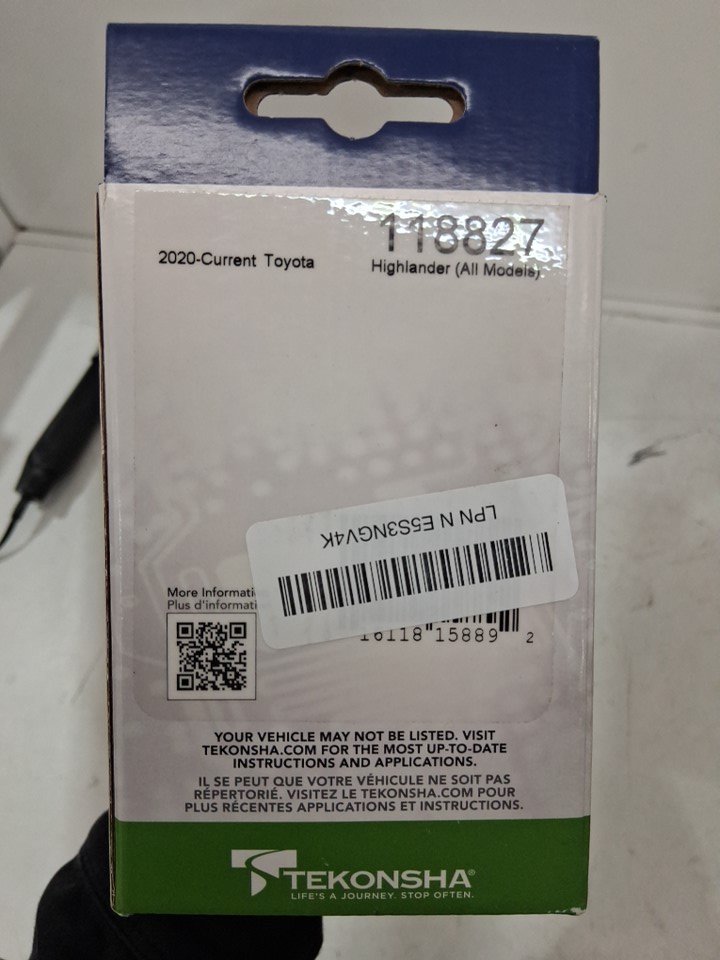 118827
2020-Current Toyota
Highlander (All Models)
LPN N E5S3NGV4K
More Informati
Plus d'informati
16118 15889 2
YOUR VEHICLE MAY NOT BE LISTED. VISIT
TEKONSHA.COM FOR THE MOST UP-TO-DATE
INSTRUCTIONS AND APPLICATIONS.
IL SE PEUT QUE VOTRE VÉHICULE NE SOIT PAS
RÉPERTORIÉ. VISITEZ LE TEKONSHA.COM POUR
PLUS RÉCENTES APPLICATIONS ET INSTRUCTIONS.
TEKONSHA®
LIFE'S A JOURNEY. STOP OFTEN.